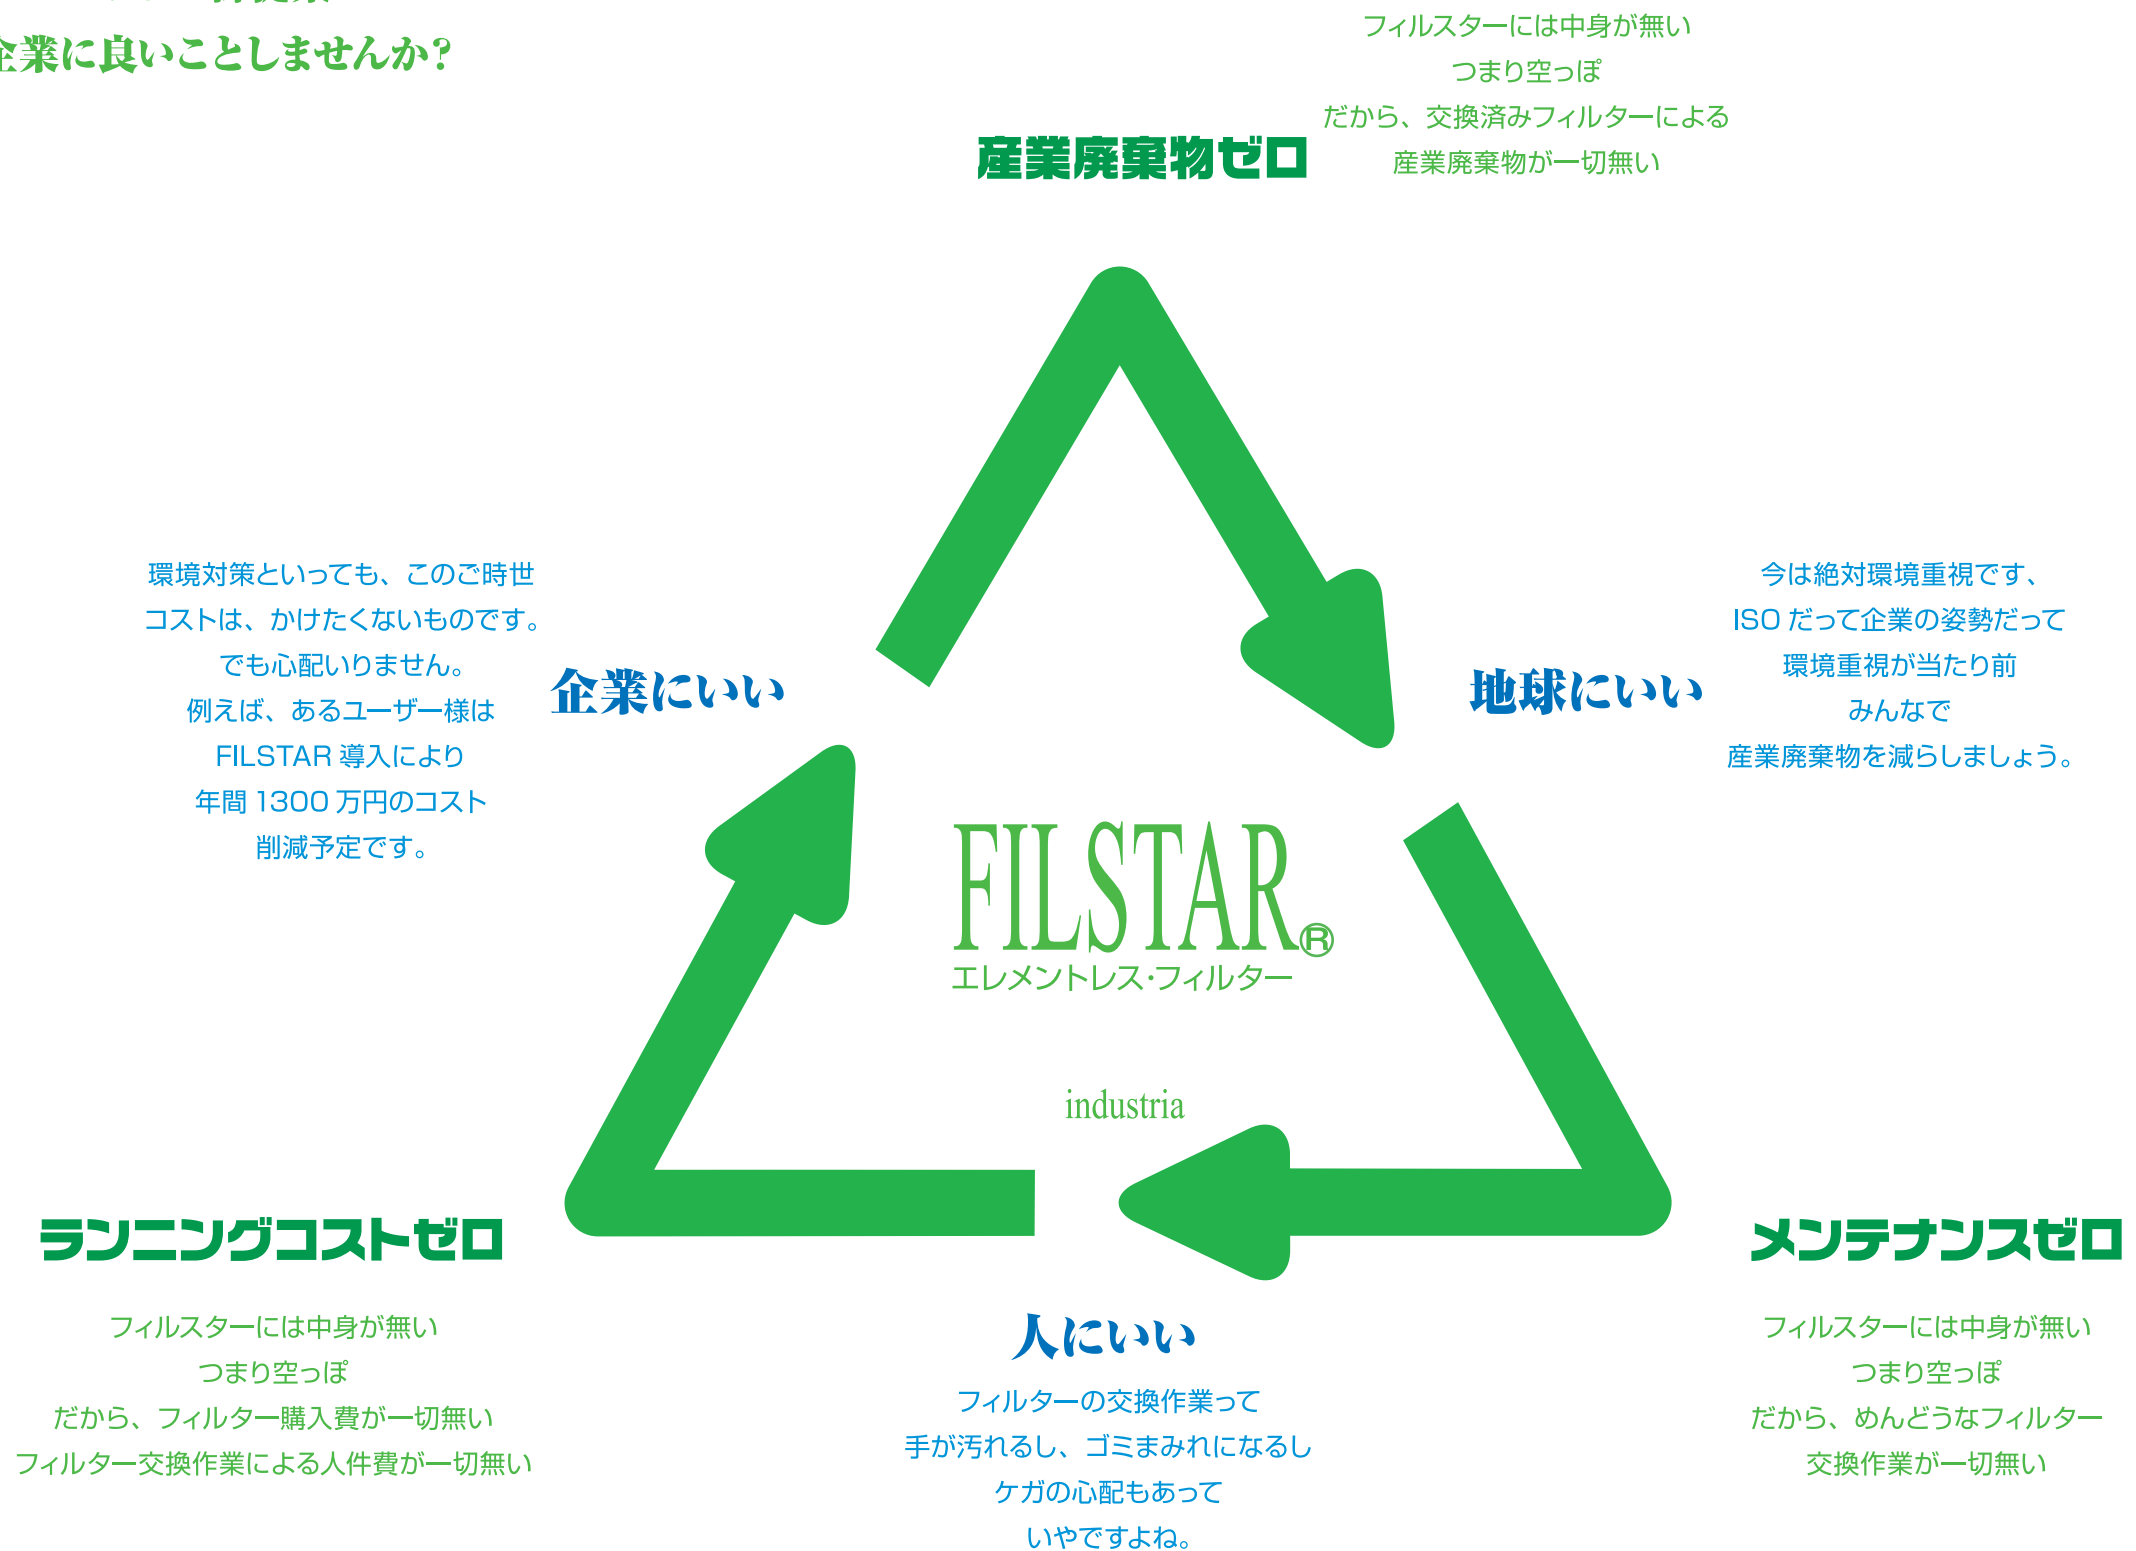 企業に良いことしませんか？
フィルスターには中身が無い
つまり空っぽ
だから、交換済みフィルターによる
産業廃棄物が一切無い
産業廃棄物ゼロ
環境対策といっても、このご時世
コストは、かけたくないものです。
でも心配いりません。
例えば、あるユーザー様は
FILSTAR 導入により
年間 1300 万円のコスト
削減予定です。
企業にいい
地球にいい
今は絶対環境重視です、
ISO だって企業の姿勢だって
環境重視が当たり前
みんなで
産業廃棄物を減らしましょう。
FILSTAR®
エレメントレス・フィルター
industria
ランニングコストゼロ
フィルスターには中身が無い
つまり空っぽ
だから、フィルター購入費が一切無い
フィルター交換作業による人件費が一切無い
人にいい
フィルターの交換作業って
手が汚れるし、ゴミまみれになるし
ケガの心配もあって
いやですよね。
メンテナンスゼロ
フィルスターには中身が無い
つまり空っぽ
だから、めんどうなフィルター
交換作業が一切無い